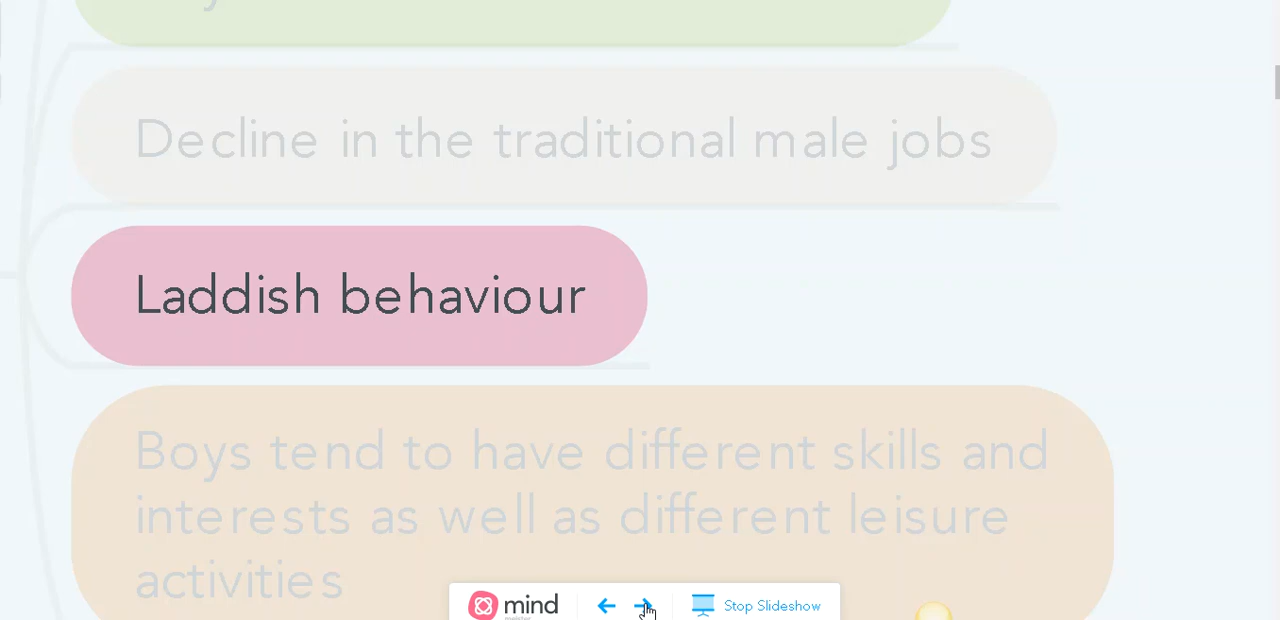 Decline in the traditional male jobs
Laddish behaviour
Boys tend to have different skills and
interests as well as different leisure
activities
mind
Stop Slideshow